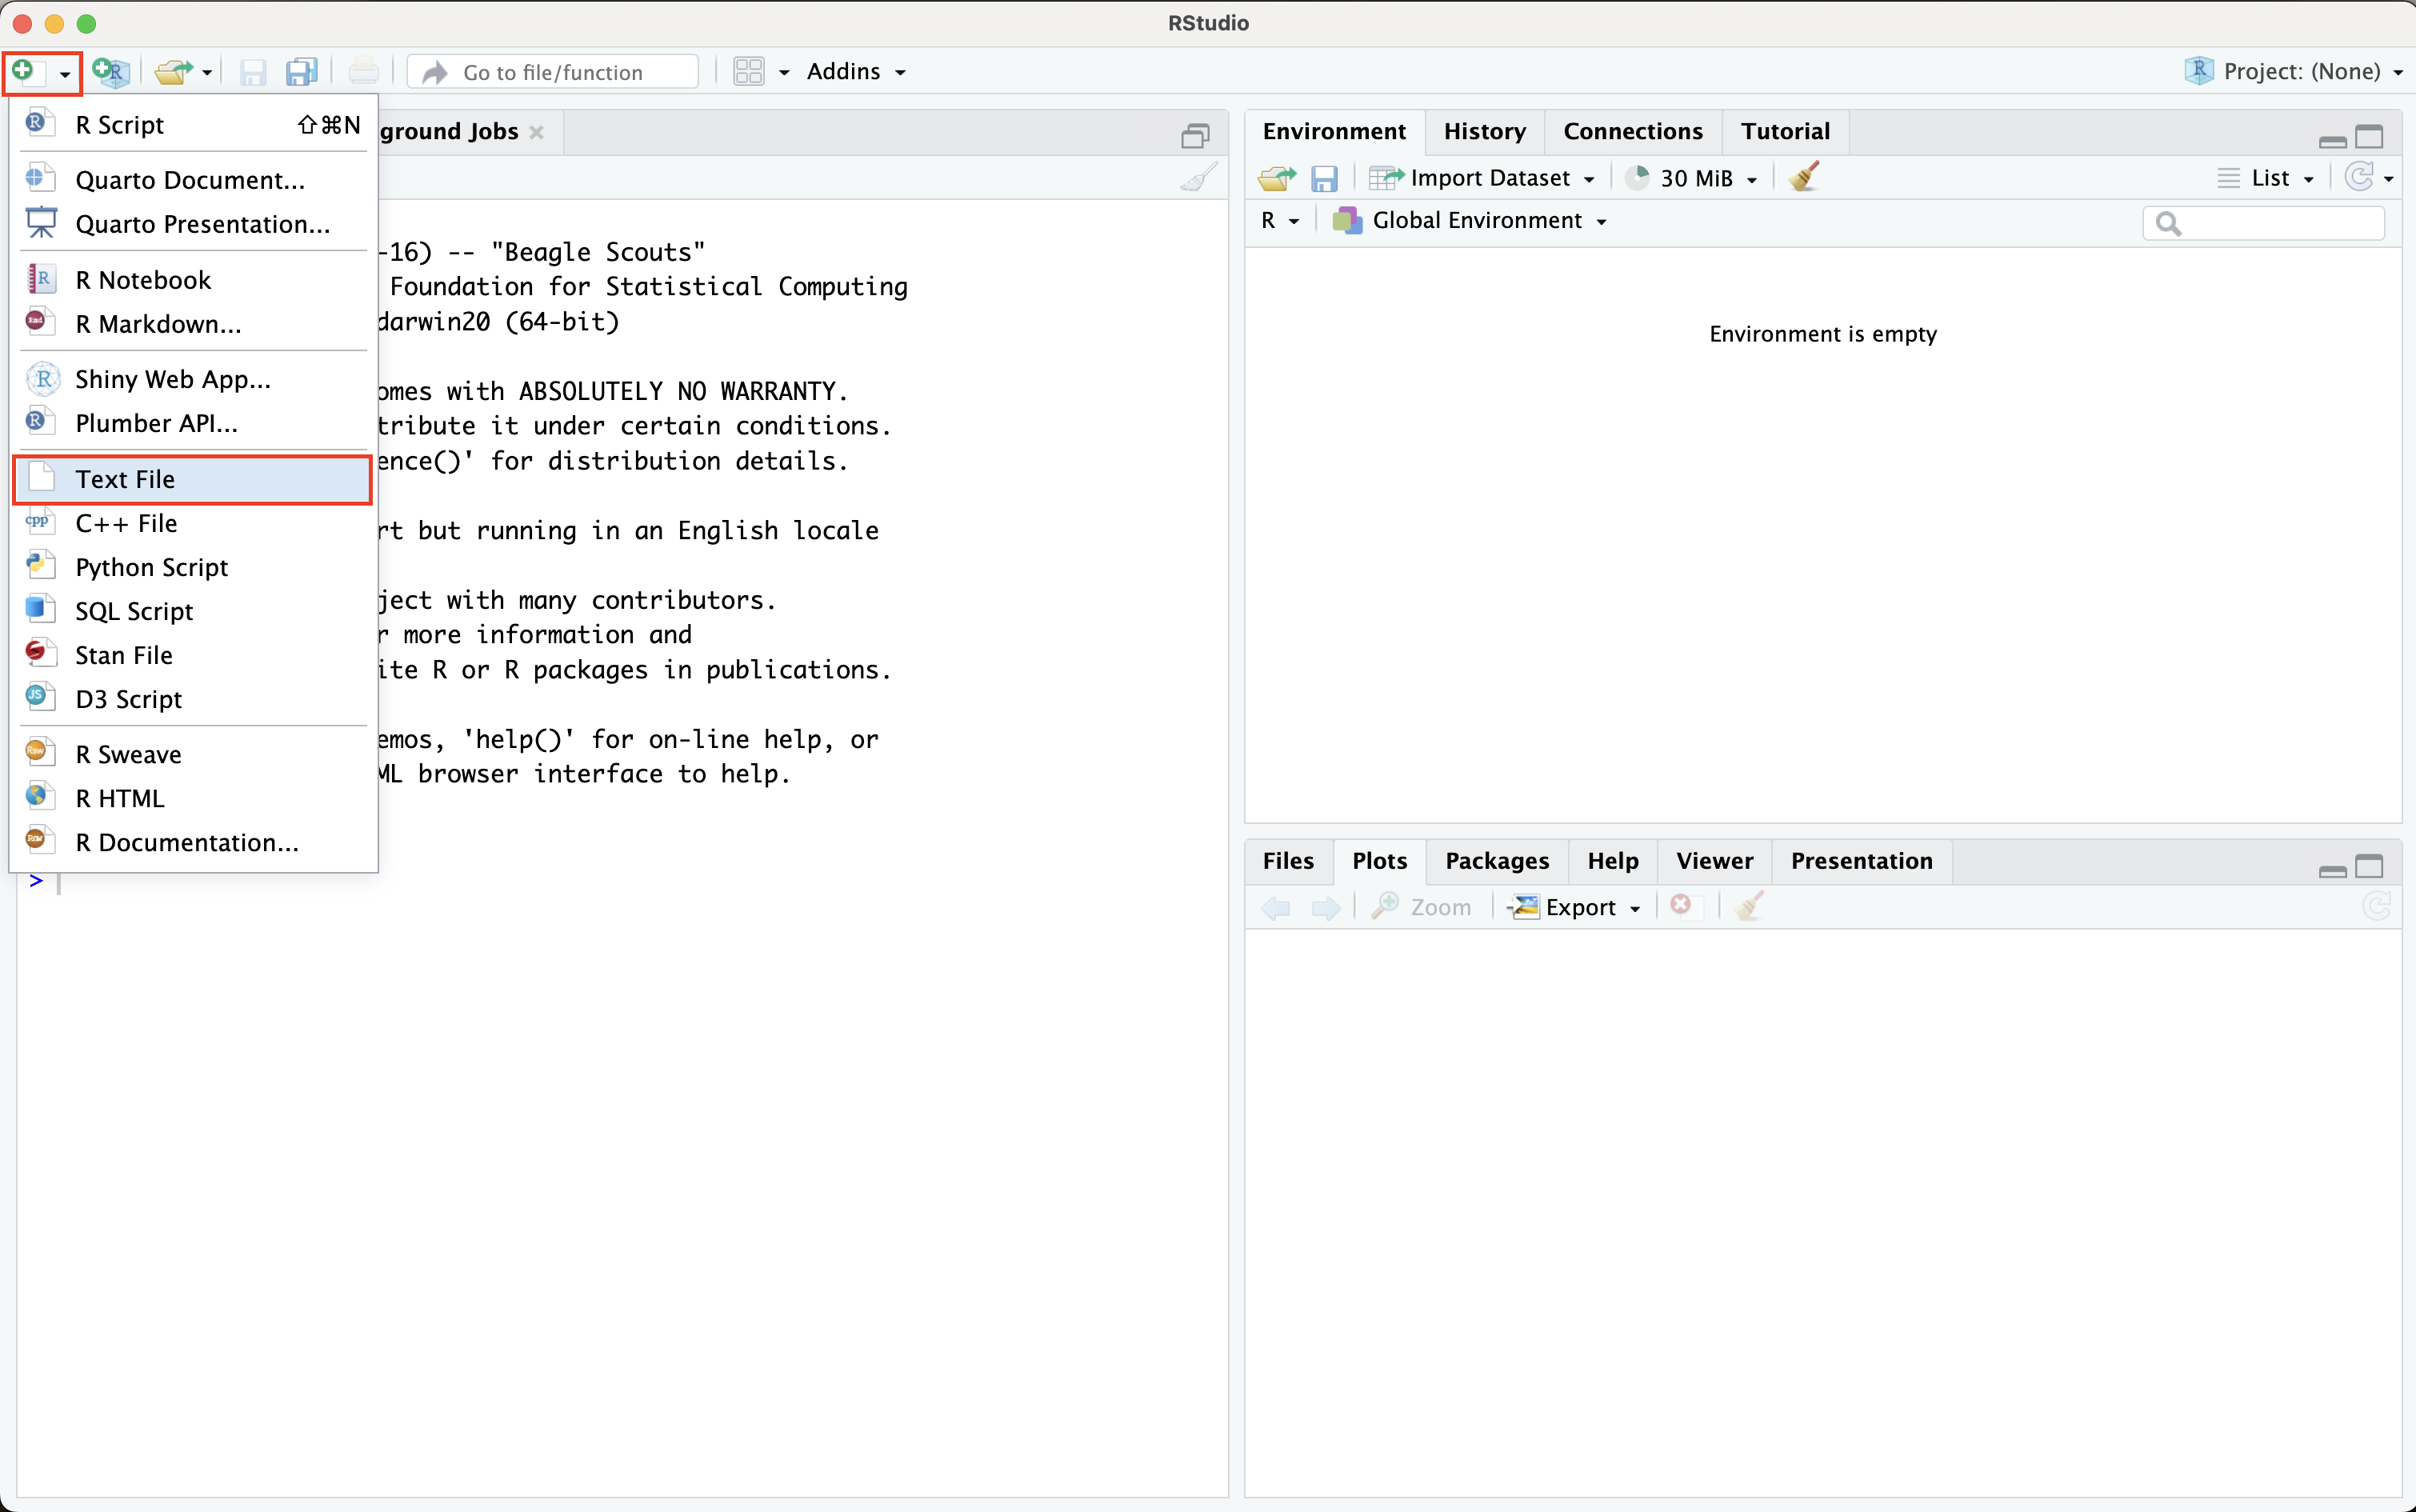 RStudio
Go to file/function
Addins
Project: (None)
R Script ⇧⌘N
Quarto Document...
Quarto Presentation...
R Notebook
R Markdown...
Shiny Web App...
Plumber API...
Text File
C++ File
Python Script
SQL Script
Stan File
D3 Script
R Sweave
R HTML
R Documentation...
ground Jobs
-16) -- "Beagle Scouts"
Foundation for Statistical Computing
darwin20 (64-bit)
omes with ABSOLUTELY NO WARRANTY.
tribute it under certain conditions.
ence()' for distribution details.
rt but running in an English locale
ject with many contributors.
r more information and
ite R or R packages in publications.
emos, 'help()' for on-line help, or
ML browser interface to help.
>
Environment History Connections Tutorial
Import Dataset 30 MiB List
R Global Environment
Environment is empty
Files Plots Packages Help Viewer Presentation
Zoom Export